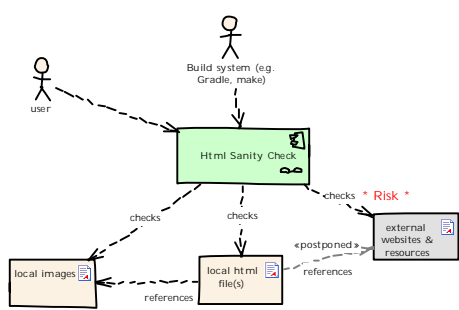 Build system (e.g.
Gradle, make)
user
Html Sanity Check
checks
* Risk *
checks
checks
external
websites &
resources
«postponed»
references
local images
local html
file(s)
references